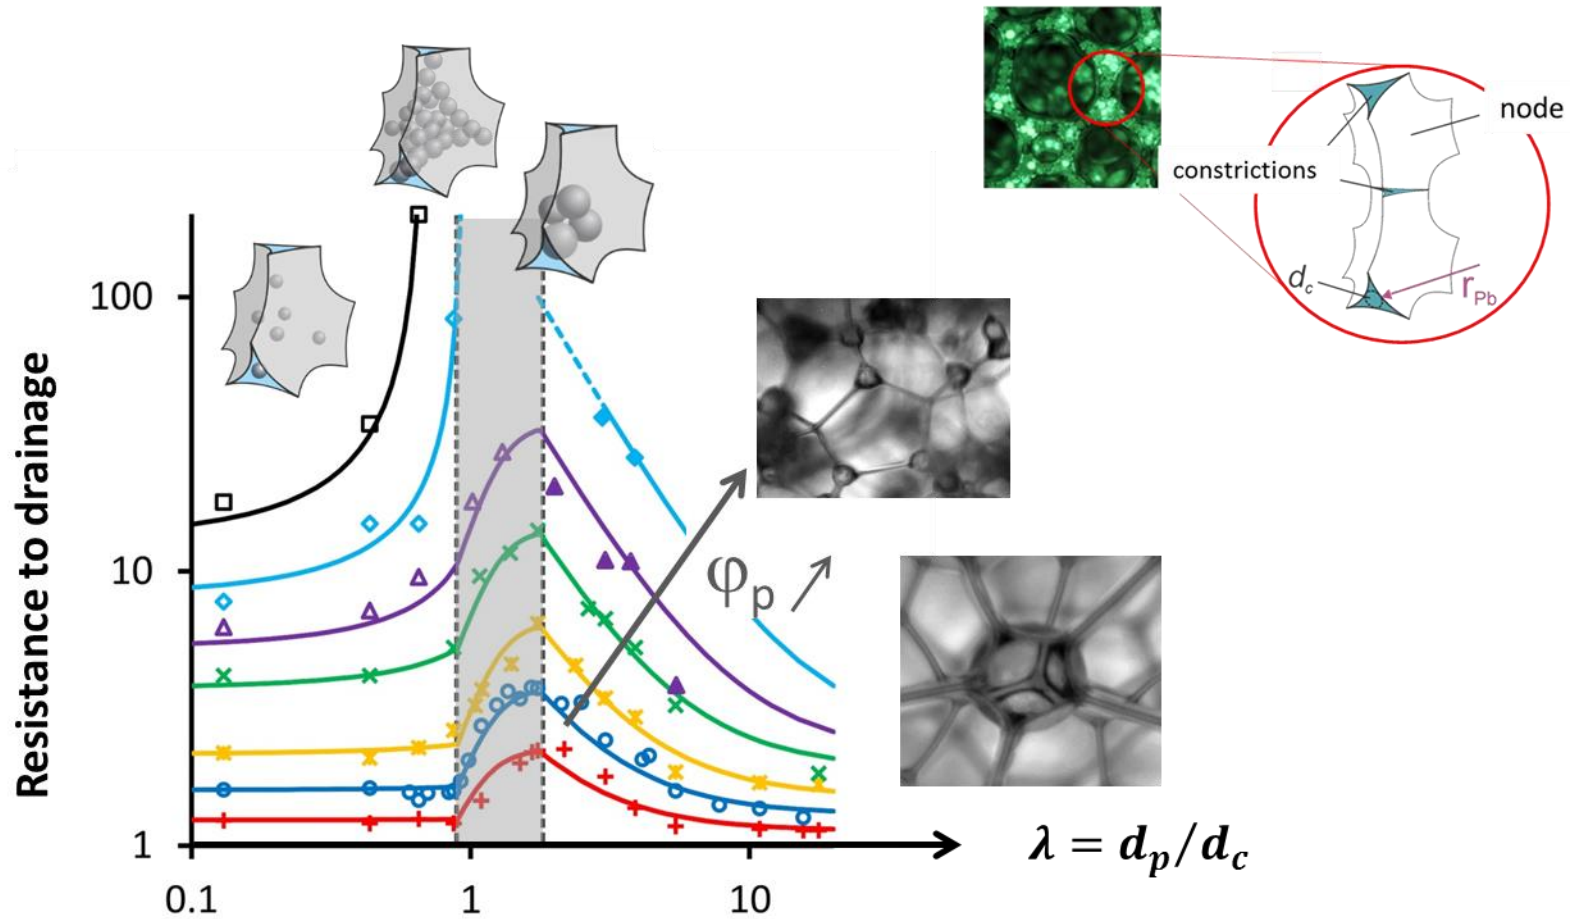 node
constrictions
d_c
r_Pb
Resistance to drainage
100
10
1
0.1
1
10
φ_p
λ = d_p/d_c